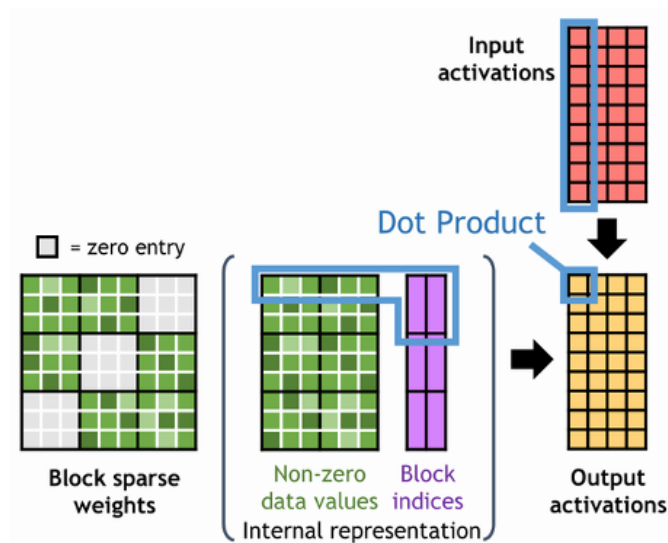 Input
activations
Dot Product
= zero entry
Block sparse
weights
Non-zero
data values
Block
indices
Internal representation
Output
activations